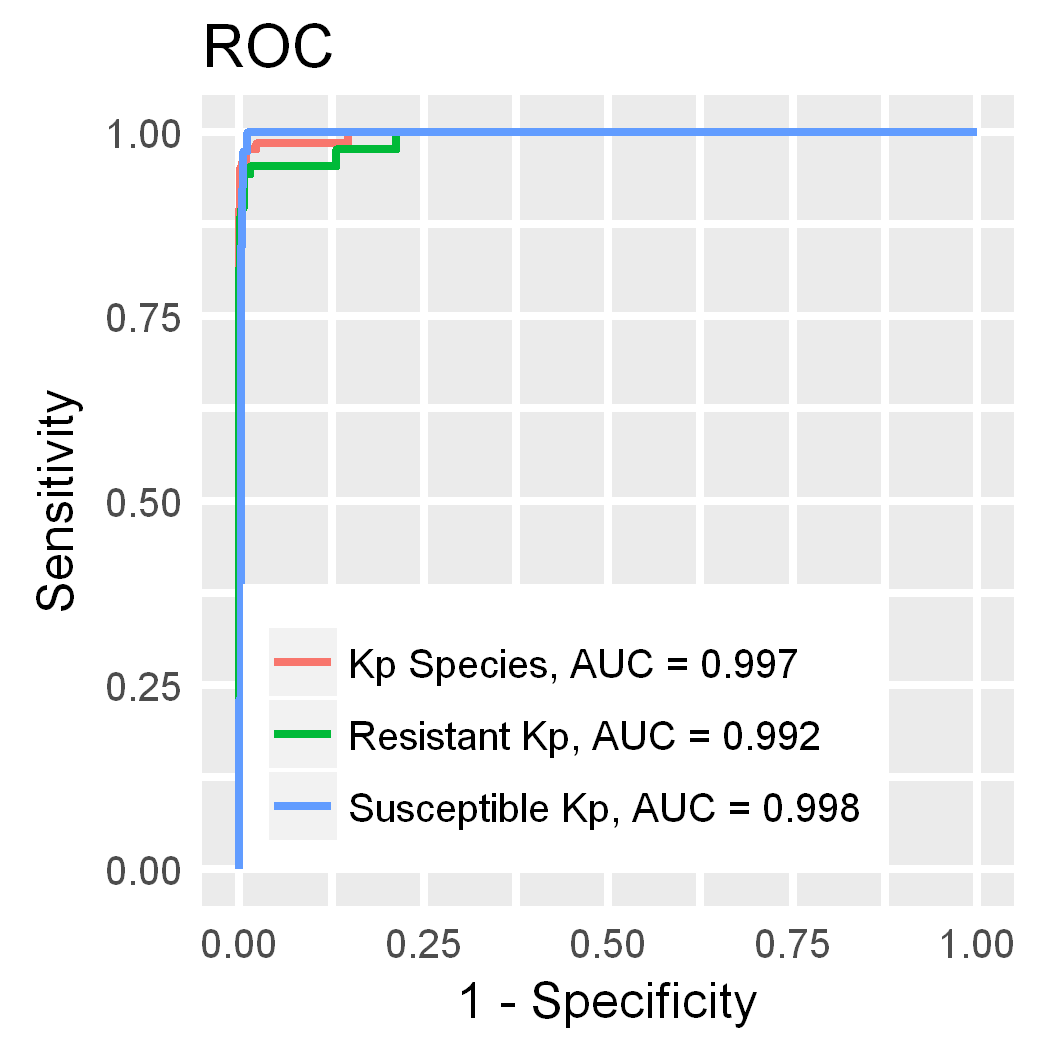 ROC
1.00
0.75
0.50
0.25
0.00
Sensitivity
Kp Species, AUC = 0.997
Resistant Kp, AUC = 0.992
Susceptible Kp, AUC = 0.998
0.00 0.25 0.50 0.75 1.00
1 - Specificity